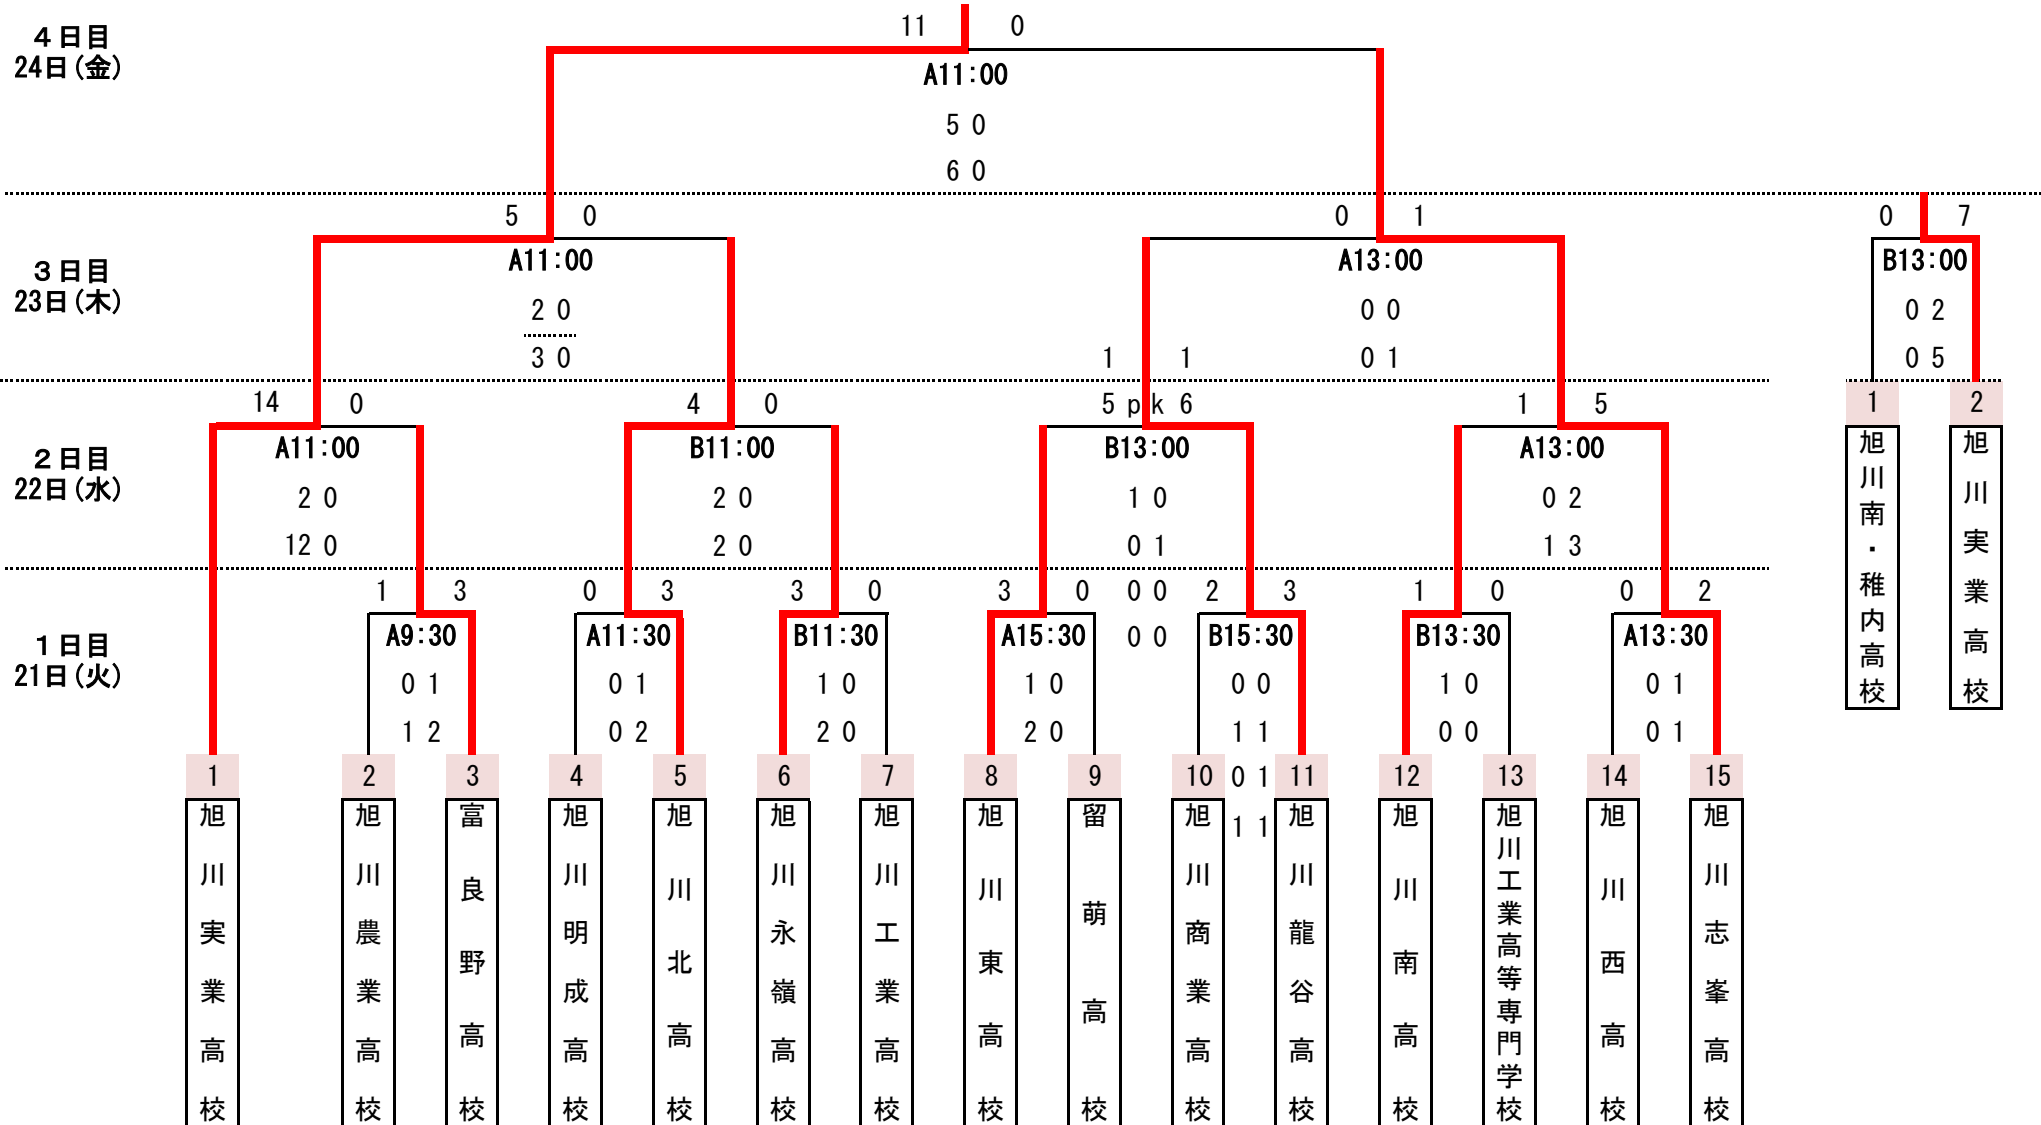 11 0
４日目
24日(金)
A11:00
5 0
6 0
5 0 0 1 0 7
A11:00 A13:00 B13:00
３日目
23日(木)
2 0 0 0 0 2
3 0 1 1 0 1 0 5
14 0 4 0 5 pk 6 1 5 1 2
A11:00 B11:00 B13:00 A13:00
２日目
22日(水)
2 0 2 0 1 0 0 2
12 0 2 0 0 1 1 3
1 3 0 3 3 0 3 0 0 0 2 3 1 0 0 2
A9:30 A11:30 B11:30 A15:30 0 0 B15:30 B13:30 A13:30
１日目
21日(火)
0 1 0 1 1 0 1 0 0 0 1 0 0 1
1 2 0 2 2 0 2 0 1 1 0 0 0 1
1 2 3 4 5 6 7 8 9 10 0 1 11 12 13 14 15
1 1
旭川実業高校
旭川農業高校
富良野高校
旭川明成高校
旭川北高校
旭川永嶺高校
旭川工業高校
旭川東高校
留萌高校
旭川商業高校
旭川龍谷高校
旭川南高校
旭川工業高等専門学校
旭川西高校
旭川志峯高校
旭川南・稚内高校
旭川実業高校